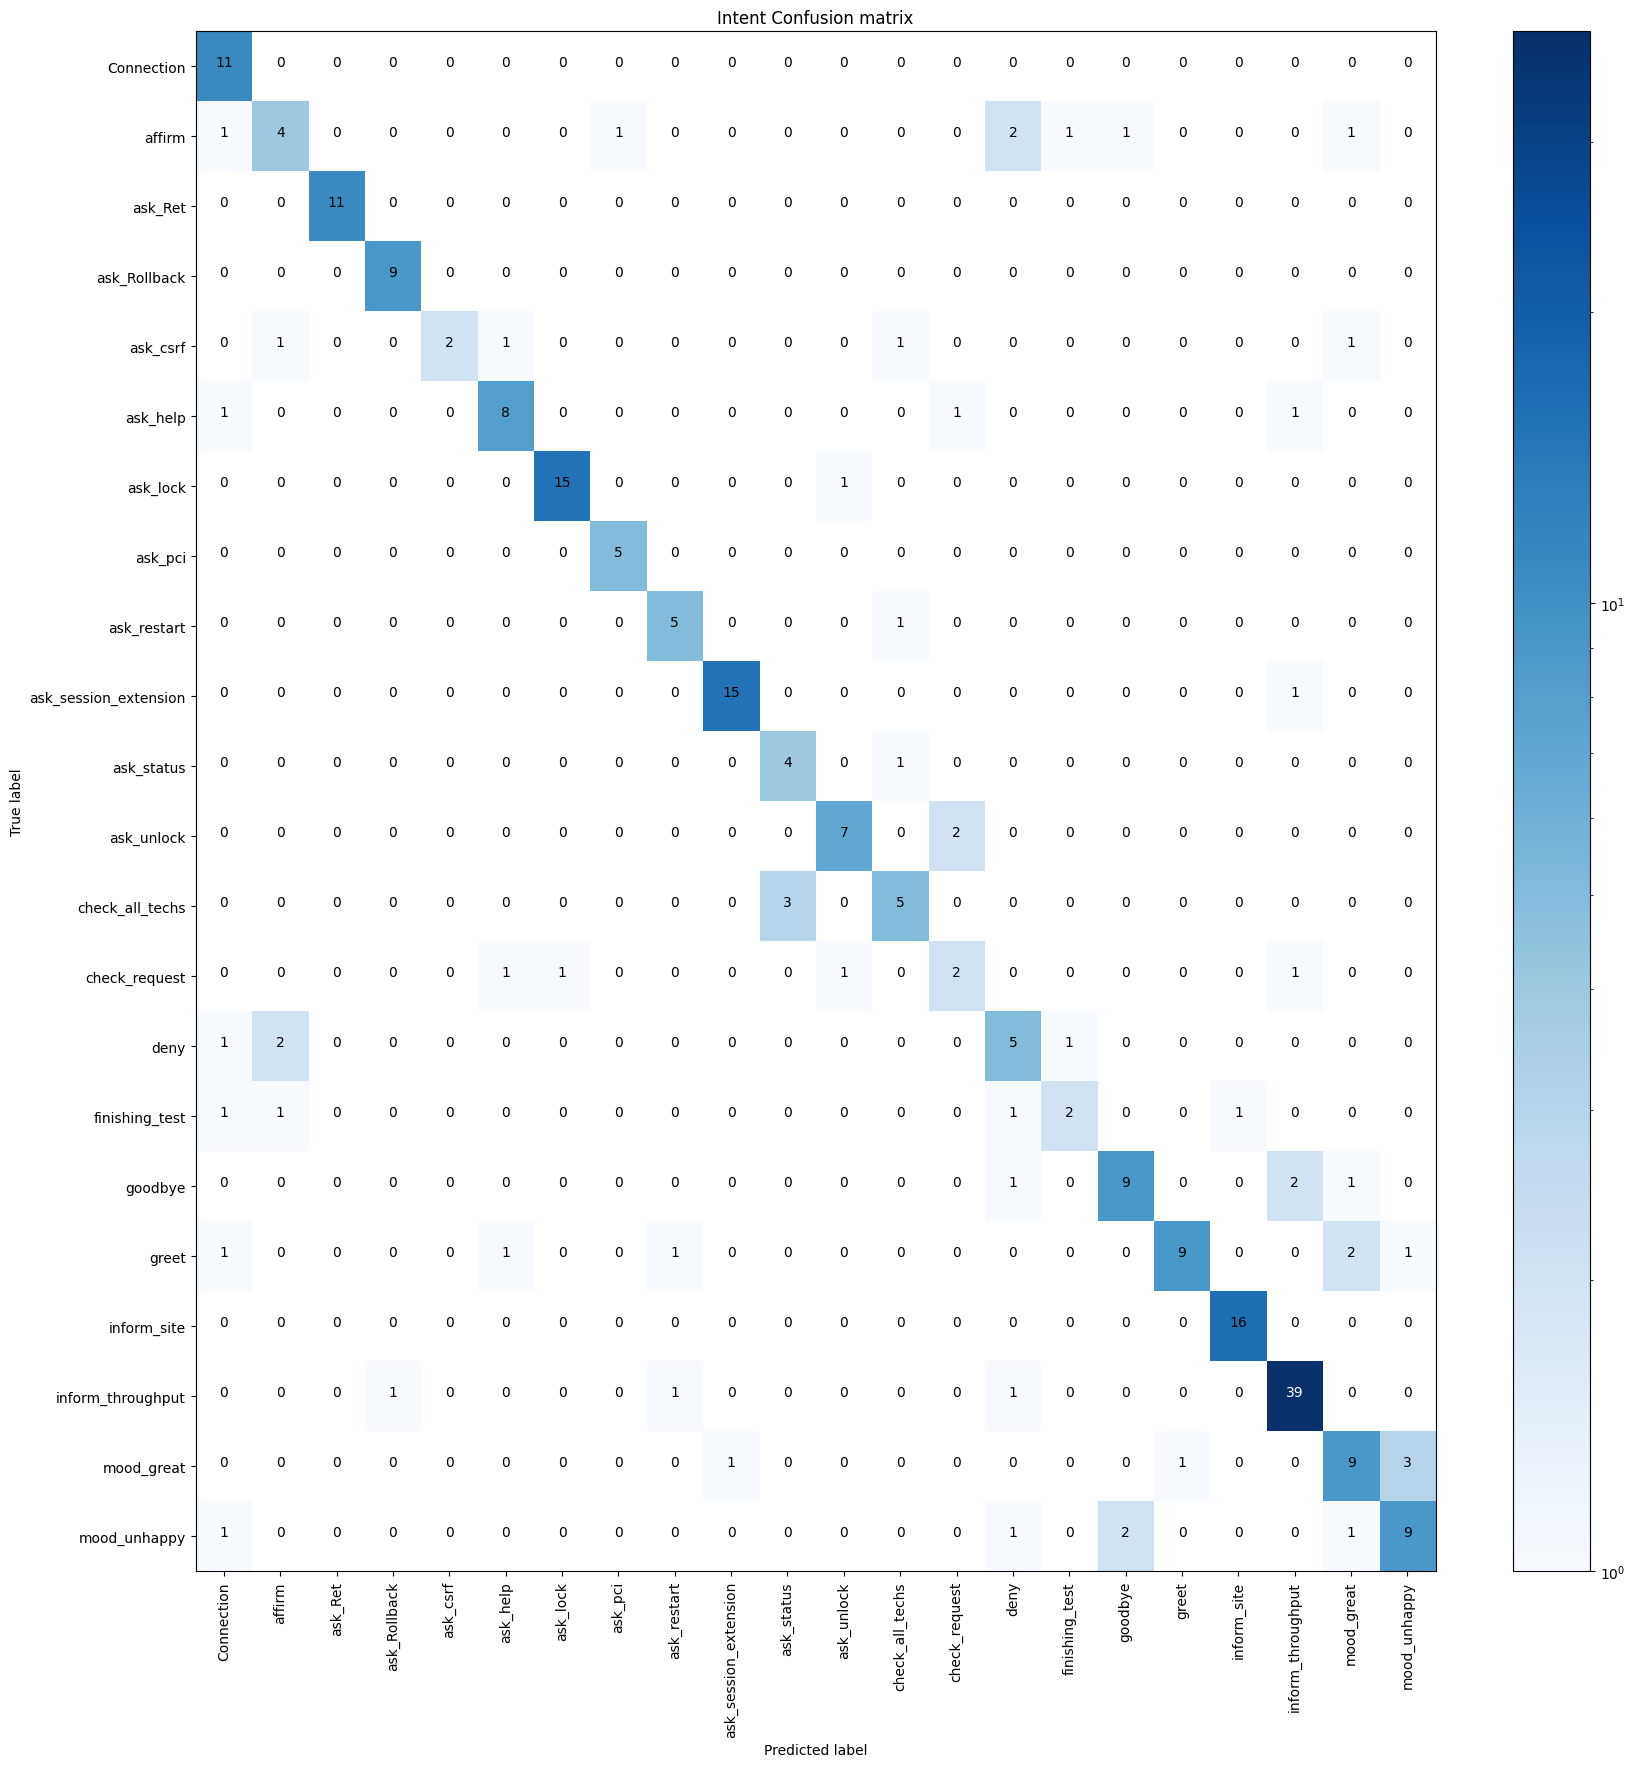 Intent Confusion matrix
Connection 11 0 0 0 0 0 0 0 0 0 0 0 0 0 0 0 0 0 0 0 0 0
affirm 1 4 0 0 0 0 0 1 0 0 0 0 0 0 2 1 1 0 0 0 1 0
ask_Ret 0 0 11 0 0 0 0 0 0 0 0 0 0 0 0 0 0 0 0 0 0 0
ask_Rollback 0 0 0 9 0 0 0 0 0 0 0 0 0 0 0 0 0 0 0 0 0 0
ask_csrf 0 1 0 0 2 1 0 0 0 0 0 0 1 0 0 0 0 0 0 0 1 0
ask_help 1 0 0 0 0 8 0 0 0 0 0 0 0 1 0 0 0 0 0 1 0 0
ask_lock 0 0 0 0 0 0 15 0 0 0 0 1 0 0 0 0 0 0 0 0 0 0
ask_pci 0 0 0 0 0 0 0 5 0 0 0 0 0 0 0 0 0 0 0 0 0 0
ask_restart 0 0 0 0 0 0 0 0 5 0 0 0 1 0 0 0 0 0 0 0 0 0
ask_session_extension 0 0 0 0 0 0 0 0 0 15 0 0 0 0 0 0 0 0 0 1 0 0
ask_status 0 0 0 0 0 0 0 0 0 0 4 0 1 0 0 0 0 0 0 0 0 0
ask_unlock 0 0 0 0 0 0 0 0 0 0 0 7 0 2 0 0 0 0 0 0 0 0
check_all_techs 0 0 0 0 0 0 0 0 0 0 3 0 5 0 0 0 0 0 0 0 0 0
check_request 0 0 0 0 0 1 1 0 0 0 0 1 0 2 0 0 0 0 0 1 0 0
deny 1 2 0 0 0 0 0 0 0 0 0 0 0 0 5 1 0 0 0 0 0 0
finishing_test 1 1 0 0 0 0 0 0 0 0 0 0 0 0 1 2 0 0 1 0 0 0
goodbye 0 0 0 0 0 0 0 0 0 0 0 0 0 0 1 0 9 0 0 2 1 0
greet 1 0 0 0 0 1 0 0 1 0 0 0 0 0 0 0 0 9 0 0 2 1
inform_site 0 0 0 0 0 0 0 0 0 0 0 0 0 0 0 0 0 0 16 0 0 0
inform_throughput 0 0 0 1 0 0 0 0 1 0 0 0 0 0 1 0 0 0 0 39 0 0
mood_great 0 0 0 0 0 0 0 0 0 1 0 0 0 0 0 0 0 1 0 0 9 3
mood_unhappy 1 0 0 0 0 0 0 0 0 0 0 0 0 0 1 0 2 0 0 0 1 9
True label
Connection
affirm
ask_Ret
ask_Rollback
ask_csrf
ask_help
ask_lock
ask_pci
ask_restart
ask_session_extension
ask_status
ask_unlock
check_all_techs
check_request
deny
finishing_test
goodbye
greet
inform_site
inform_throughput
mood_great
mood_unhappy
Predicted label
10¹
10⁰